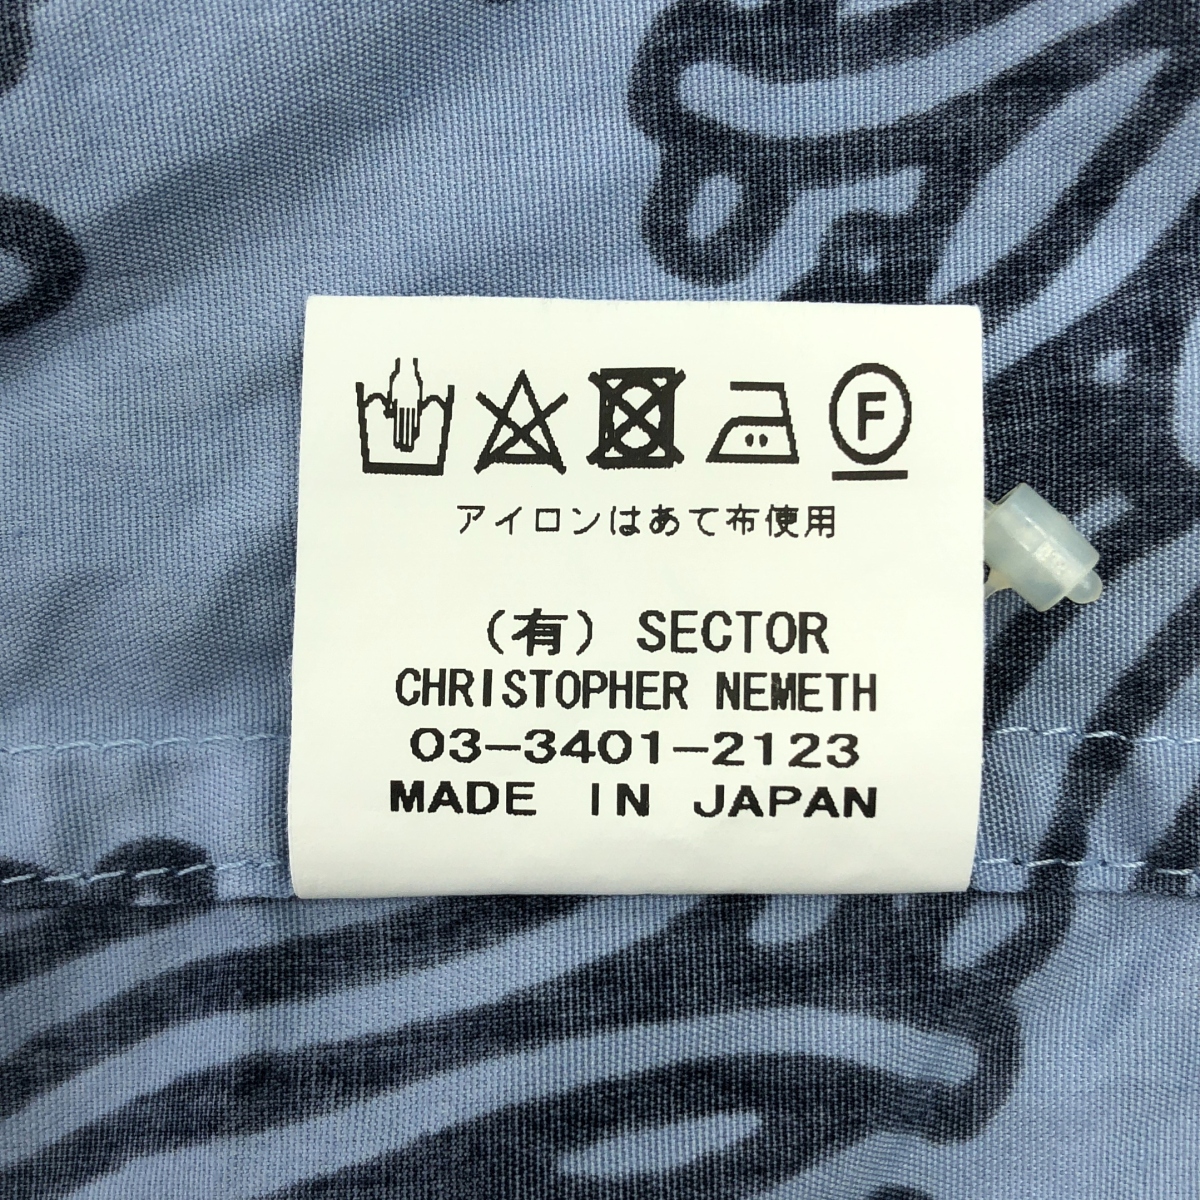 F
アイロンはあて布使用
（有） SECTOR
CHRISTOPHER NEMETH
03-3401-2123
MADE IN JAPAN